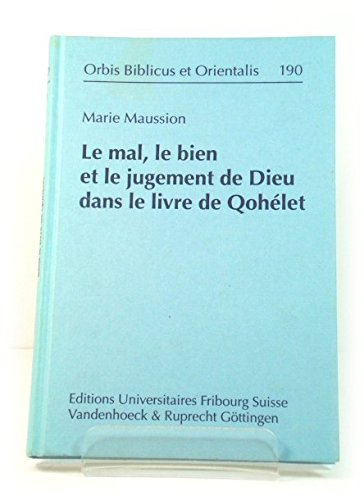 Orbis Biblicus et Orientalis 190
Marie Maussion
Le mal, le bien
et le jugement de Dieu
dans le livre de Qohélet
Editions Universitaires Fribourg Suisse
Vandenhoeck & Ruprecht Göttingen